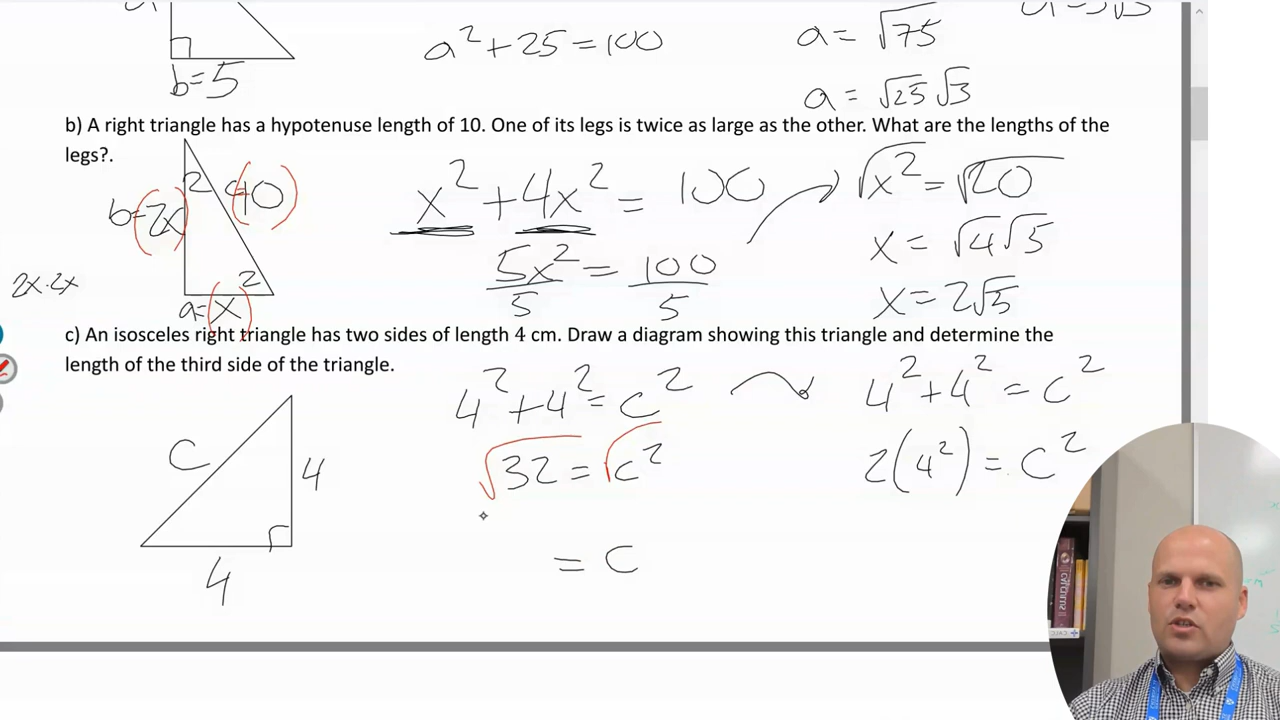 b=5
a²+25=100
a=√75
a=√25√3
b) A right triangle has a hypotenuse length of 10. One of its legs is twice as large as the other. What are the lengths of the
legs?.
b=(2x)²
(10)
a=(x)²
2x·2x
x²+4x²=100
5x²/5=100/5
√x²=√20
x=√4√5
x=2√5
c) An isosceles right triangle has two sides of length 4 cm. Draw a diagram showing this triangle and determine the
length of the third side of the triangle.
c
4
4
4²+4²=c²
√32=√c²
=c
4²+4²=c²
2(4²)=c²
CALCULUS